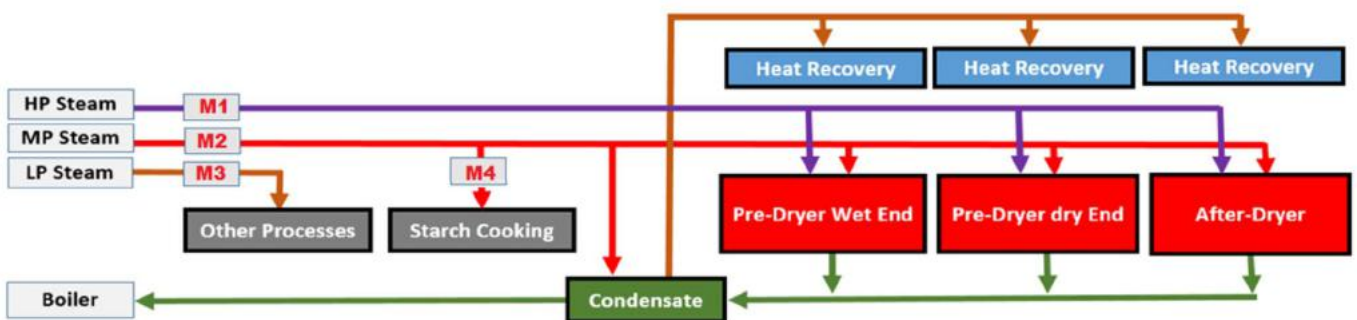 Heat Recovery
Heat Recovery
Heat Recovery
HP Steam
M1
MP Steam
M2
LP Steam
M3
M4
Other Processes
Starch Cooking
Pre-Dryer Wet End
Pre-Dryer dry End
After-Dryer
Boiler
Condensate